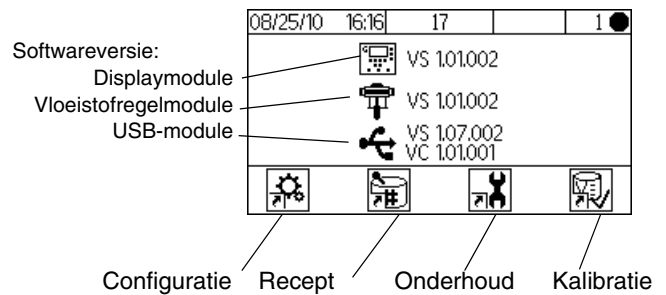 08/25/10 16:16 17 1
Softwareversie:
Displaymodule VS 1.01.002
Vloeistofregelmodule VS 1.01.002
USB-module VS 1.07.002
VC 1.01.001
#
Configuratie Recept Onderhoud Kalibratie